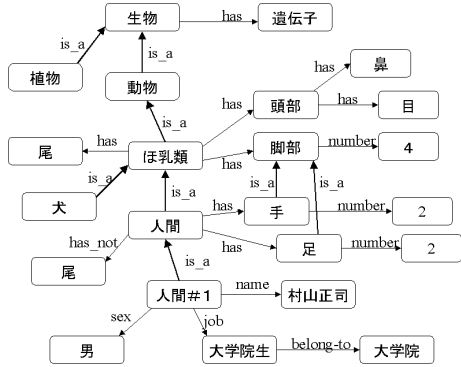 生物
has
遺伝子
is_a
is_a
植物
動物
has
鼻
has
頭部
has
目
is_a
尾
has
ほ乳類
has
脚部
number
4
is_a
犬
is_a
is_a
is_a
has
手
number
2
人間
has_not
has
足
number
2
尾
is_a
人間#1
name
村山正司
sex
job
男
大学院生
belong-to
大学院